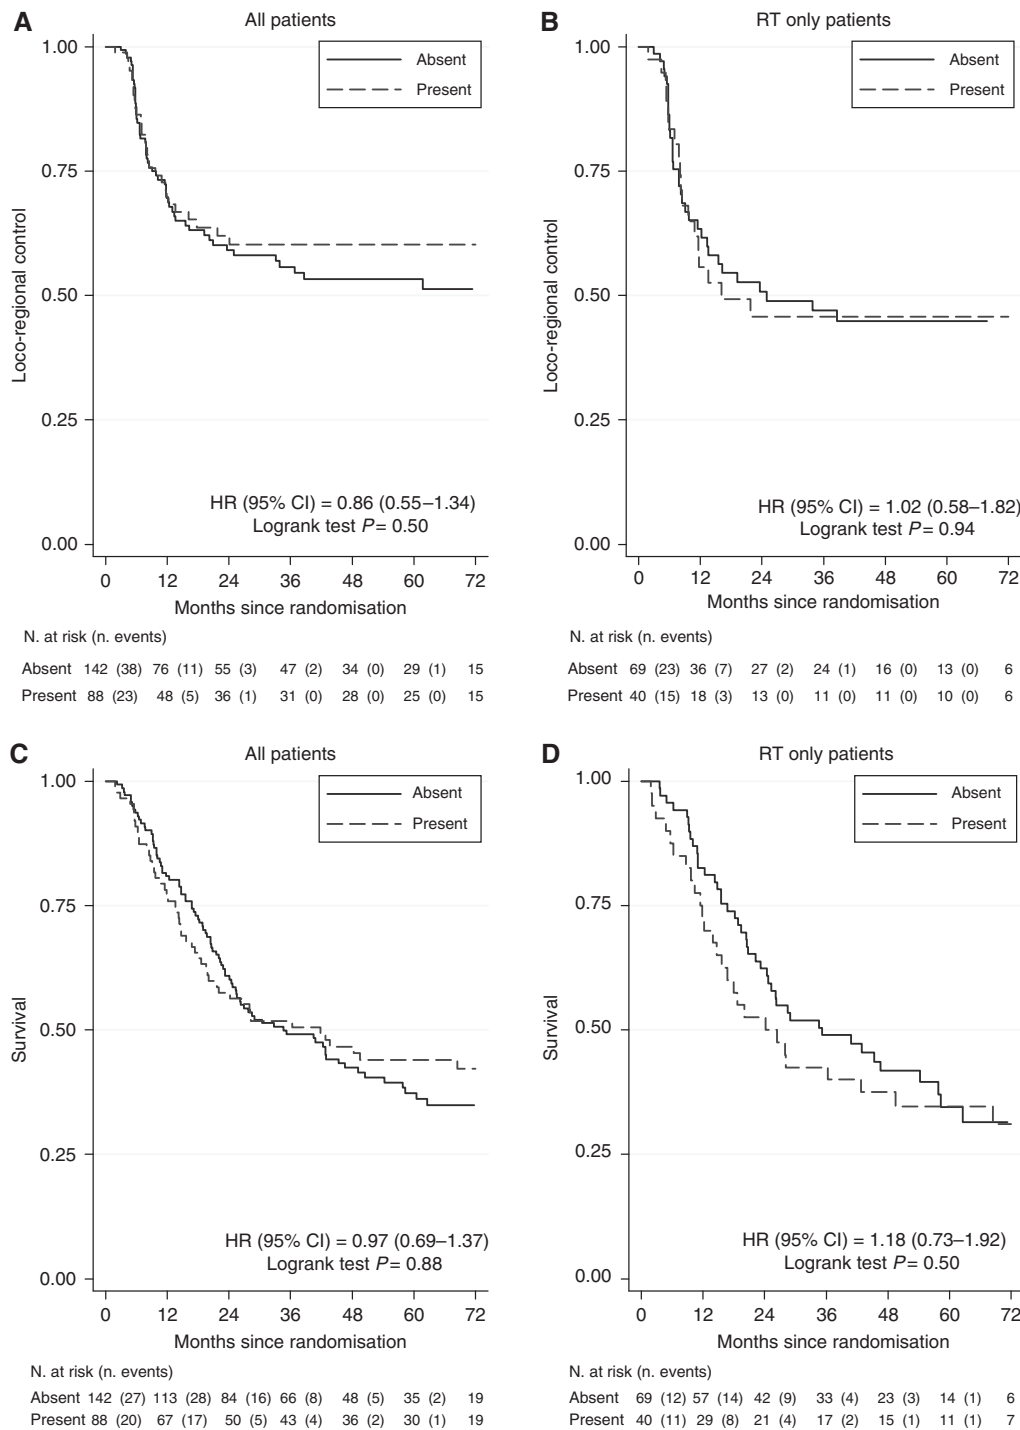 A
All patients
1.00
0.75
0.50
0.25
0.00
Loco-regional control
Absent
Present
HR (95% CI) = 0.86 (0.55–1.34)
Logrank test P = 0.50
0 12 24 36 48 60 72
Months since randomisation
N. at risk (n. events)
Absent 142 (38) 76 (11) 55 (3) 47 (2) 34 (0) 29 (1) 15
Present 88 (23) 48 (5) 36 (1) 31 (0) 28 (0) 25 (0) 15
B
RT only patients
1.00
0.75
0.50
0.25
0.00
Loco-regional control
Absent
Present
HR (95% CI) = 1.02 (0.58–1.82)
Logrank test P = 0.94
0 12 24 36 48 60 72
Months since randomisation
N. at risk (n. events)
Absent 69 (23) 36 (7) 27 (2) 24 (1) 16 (0) 13 (0) 6
Present 40 (15) 18 (3) 13 (0) 11 (0) 11 (0) 10 (0) 6
C
All patients
1.00
0.75
0.50
0.25
0.00
Survival
Absent
Present
HR (95% CI) = 0.97 (0.69–1.37)
Logrank test P = 0.88
0 12 24 36 48 60 72
Months since randomisation
N. at risk (n. events)
Absent 142 (27) 113 (28) 84 (16) 66 (8) 48 (5) 35 (2) 19
Present 88 (20) 67 (17) 50 (5) 43 (4) 36 (2) 30 (1) 19
D
RT only patients
1.00
0.75
0.50
0.25
0.00
Survival
Absent
Present
HR (95% CI) = 1.18 (0.73–1.92)
Logrank test P = 0.50
0 12 24 36 48 60 72
Months since randomisation
N. at risk (n. events)
Absent 69 (12) 57 (14) 42 (9) 33 (4) 23 (3) 14 (1) 6
Present 40 (11) 29 (8) 21 (4) 17 (2) 15 (1) 11 (1) 7